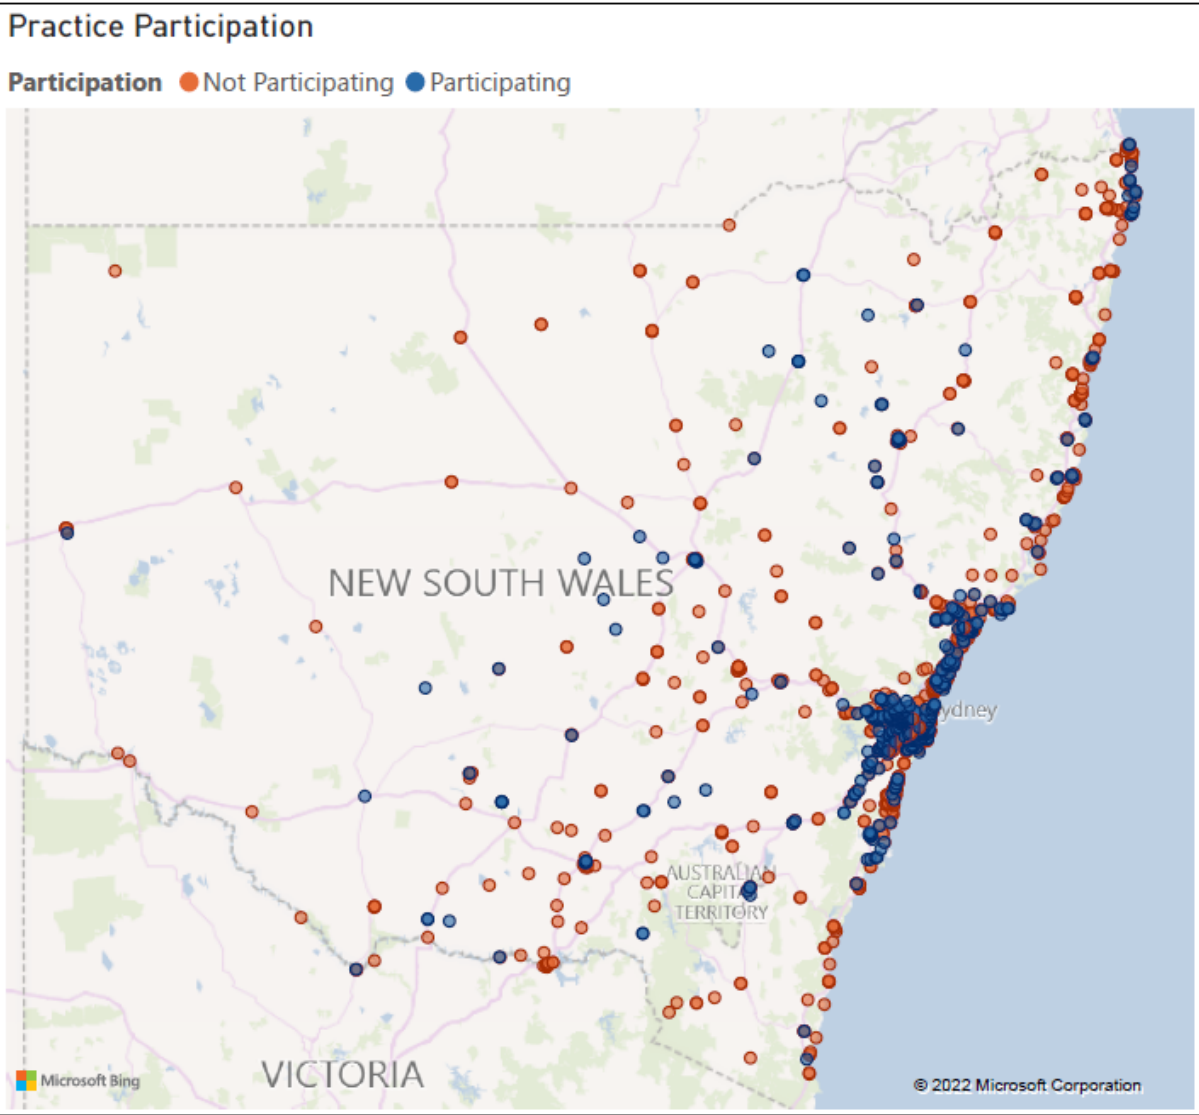 Practice Participation
Participation Not Participating Participating
NEW SOUTH WALES
ydney
AUSTRALIAN
CAPITAL
TERRITORY
VICTORIA
Microsoft Bing
© 2022 Microsoft Corporation